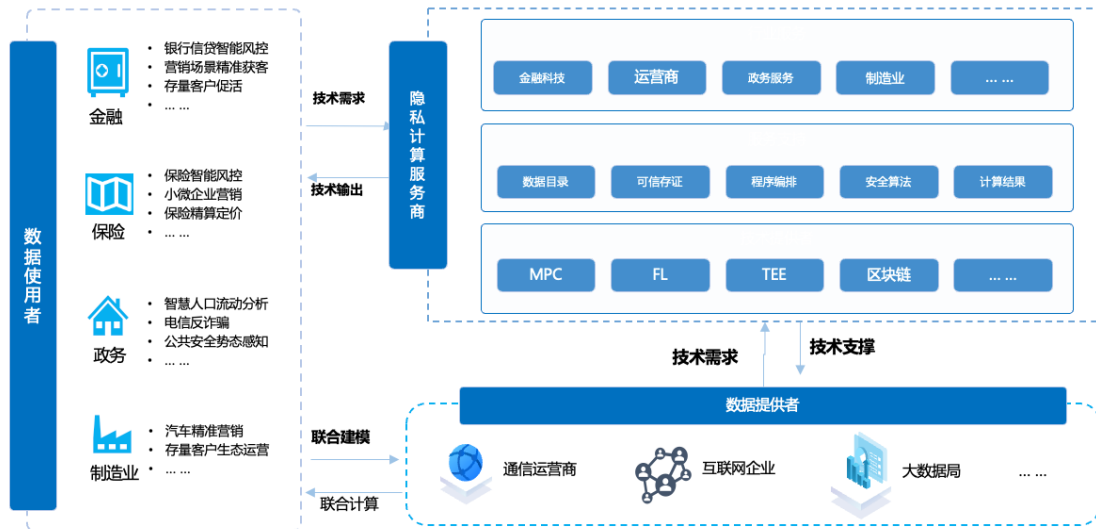 数据使用者
金融
• 银行信贷智能风控
• 营销场景精准获客
• 存量客户促活
• ... ...
保险
• 保险智能风控
• 小微企业营销
• 保险精算定价
• ... ...
政务
• 智慧人口流动分析
• 电信反诈骗
• 公共安全势态感知
• ... ...
制造业
• 汽车精准营销
• 存量客户生态运营
• ... ...
技术需求
技术输出
隐私计算服务商
金融科技
运营商
政务服务
制造业
... ...
数据目录
可信存证
程序编排
安全算法
计算结果
MPC
FL
TEE
区块链
... ...
技术需求
技术支撑
联合建模
联合计算
数据提供者
通信运营商
互联网企业
大数据局
... ...